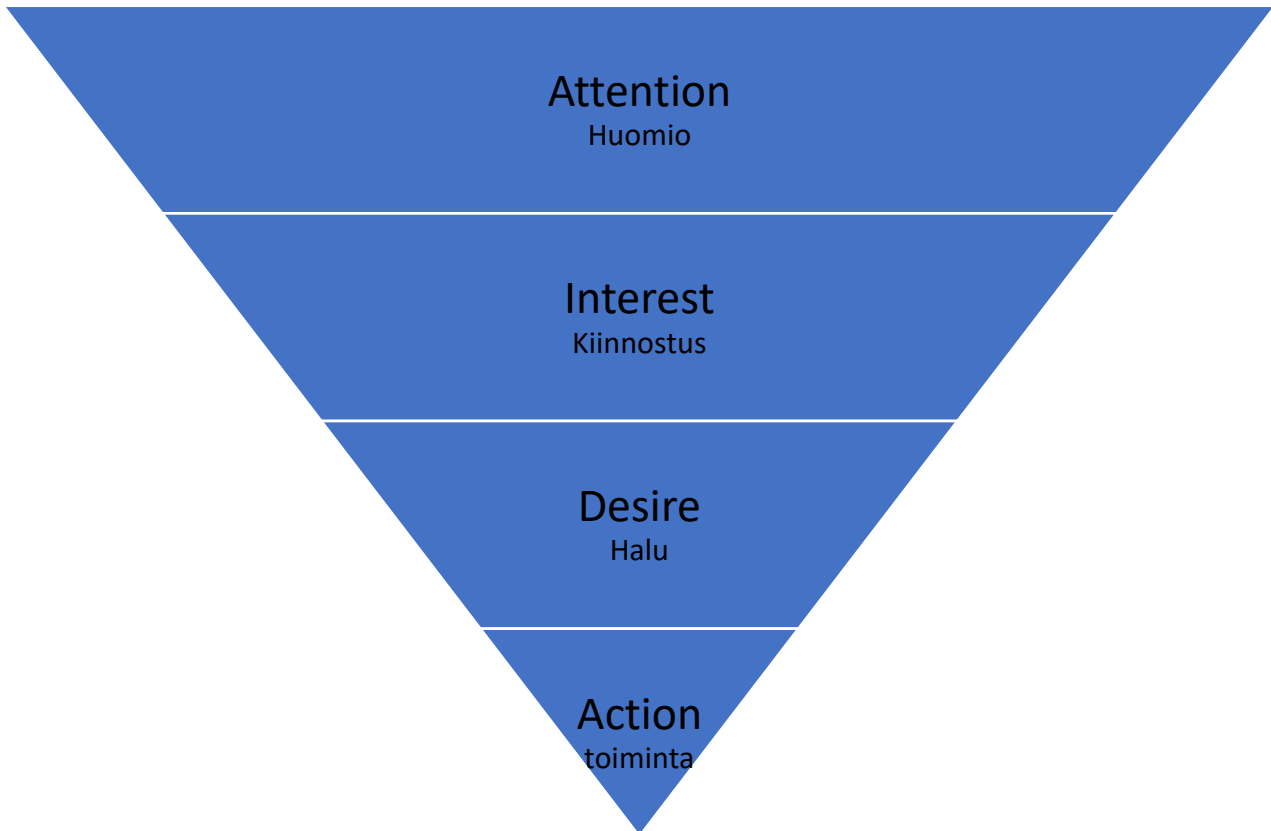 Attention
Huomio
Interest
Kiinnostus
Desire
Halu
Action
toiminta